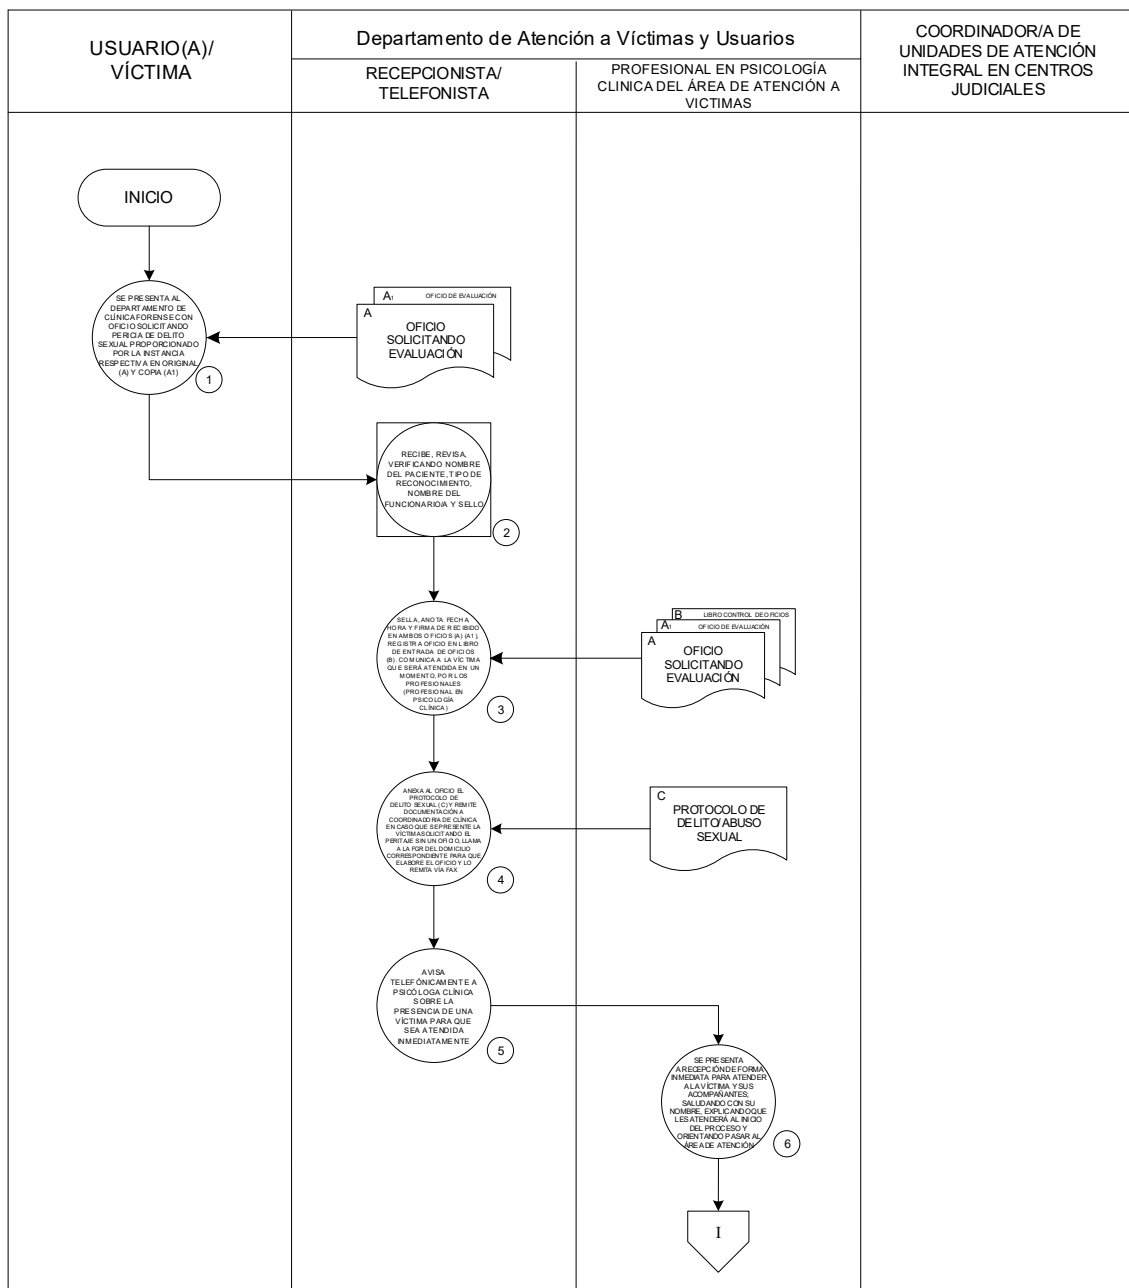 USUARIO(A)/
VÍCTIMA
Departamento de Atención a Víctimas y Usuarios
RECEPCIONISTA/
TELEFONISTA
PROFESIONAL EN PSICOLOGÍA
CLINICA DEL ÁREA DE ATENCIÓN A
VICTIMAS
COORDINADOR/A DE
UNIDADES DE ATENCIÓN
INTEGRAL EN CENTROS
JUDICIALES
INICIO
SE PRESENTA AL
DEPARTAMENTO DE
CLÍNICA FORENSE CON
OFICIO SOLICITANDO
PERICIA DE DELITO
SEXUAL PROPORCIONADO
POR LA INSTANCIA
RESPECTIVA EN ORIGINAL
(A) Y COPIA (A1)
1
A1 OFICIO DE EVALUACIÓN
A
OFICIO
SOLICITANDO
EVALUACIÓN
RECIBE, REVISA,
VERIFICANDO NOMBRE
DEL PACIENTE, TIPO DE
RECONOCIMIENTO,
NOMBRE DEL
FUNCIONARIO/A Y SELLO
2
SELLA, ANOTA FECHA,
HORA Y FIRMA DE RECIBIDO
EN AMBOS OFICIOS (A) (A1),
REGISTRA OFICIO EN LIBRO
DE ENTRADA DE OFICIOS
(B). COMUNICA A LA VÍCTIMA
QUE SERÁ ATENDIDA EN UN
MOMENTO, POR LOS
PROFESIONALES
(PROFESIONAL EN
PSICOLOGÍA
CLÍNICA)
3
B LIBRO CONTROL DE OFICIOS
A1 OFICIO DE EVALUACIÓN
A
OFICIO
SOLICITANDO
EVALUACIÓN
ANEXA AL OFICIO EL
PROTOCOLO DE
DELITO SEXUAL (C) Y REMITE
DOCUMENTACIÓN A
COORDINADOR/A DE CLÍNICA
EN CASO QUE SE PRESENTE LA
VÍCTIMA SOLICITANDO EL
PERITAJE SIN UN OFICIO, LLAMA
A LA FGR DEL DOMICILIO
CORRESPONDIENTE PARA QUE
ELABORE EL OFICIO Y LO
REMITA VÍA FAX
4
C
PROTOCOLO DE
DELITO/ABUSO
SEXUAL
AVISA
TELEFÓNICAMENTE A
PSICÓLOGA CLÍNICA
SOBRE LA
PRESENCIA DE UNA
VÍCTIMA PARA QUE
SEA ATENDIDA
INMEDIATAMENTE
5
SE PRESENTA
A RECEPCIÓN DE FORMA
INMEDIATA PARA ATENDER
A LA VÍCTIMA Y SUS
ACOMPAÑANTES;
SALUDANDO CON SU
NOMBRE, EXPLICANDO QUE
LES ATENDERÁ AL INICIO
DEL PROCESO Y
ORIENTANDO PASAR AL
ÁREA DE ATENCIÓN
6
I